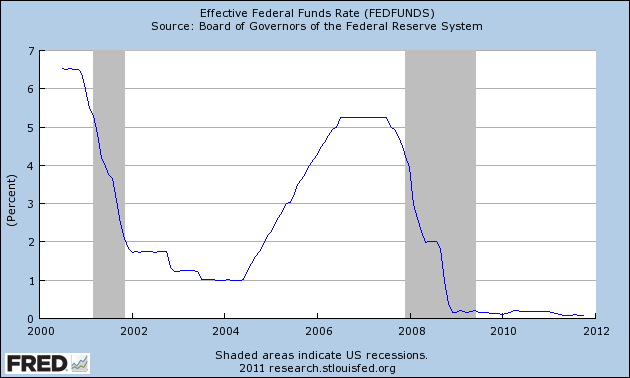 Effective Federal Funds Rate (FEDFUNDS)
Source: Board of Governors of the Federal Reserve System
7
6
5
4
3
2
1
0
(Percent)
2000 2002 2004 2006 2008 2010 2012
Shaded areas indicate US recessions.
2011 research.stlouisfed.org
FRED